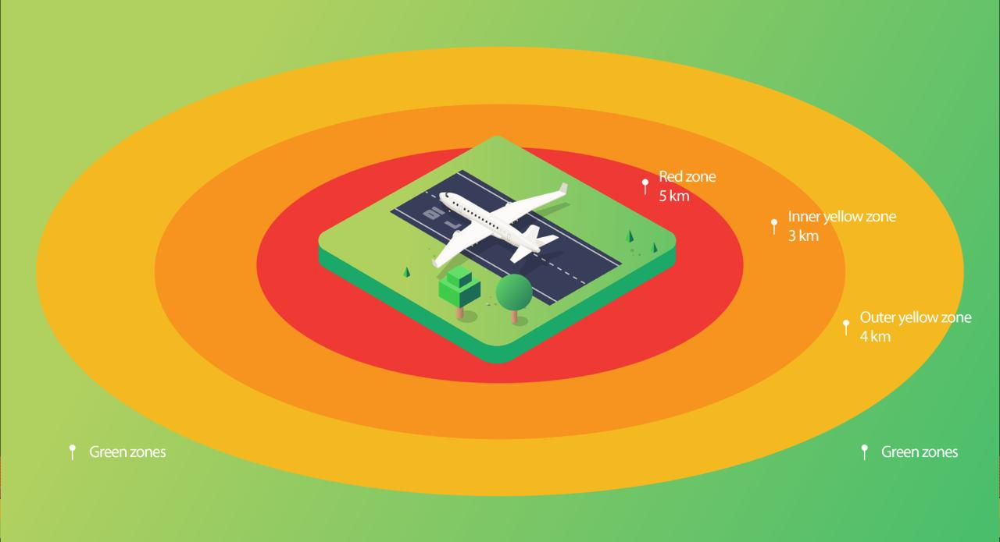 Red zone
5 km
Inner yellow zone
3 km
Outer yellow zone
4 km
Green zones
Green zones